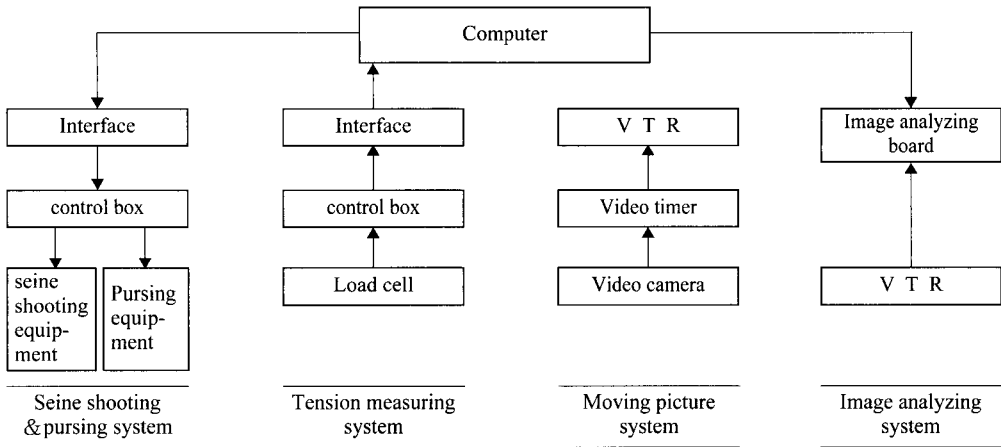 Computer
Interface
Interface
V T R
Image analyzing
board
control box
control box
Video timer
seine
shooting
equip-
ment
Pursing
equip-
ment
Load cell
Video camera
V T R
Seine shooting
& pursing system
Tension measuring
system
Moving picture
system
Image analyzing
system